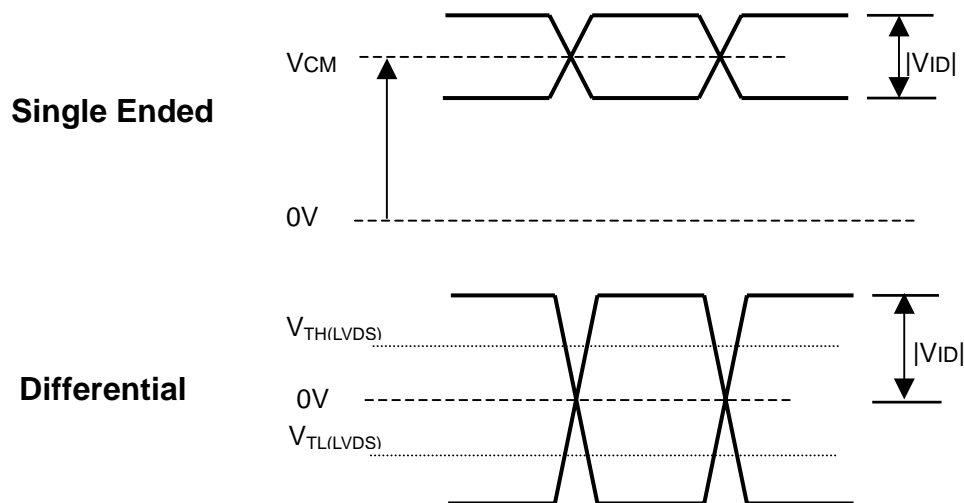 VCM
|VID|
Single Ended
0V
VTH(LVDS)
|VID|
Differential
0V
VTL(LVDS)